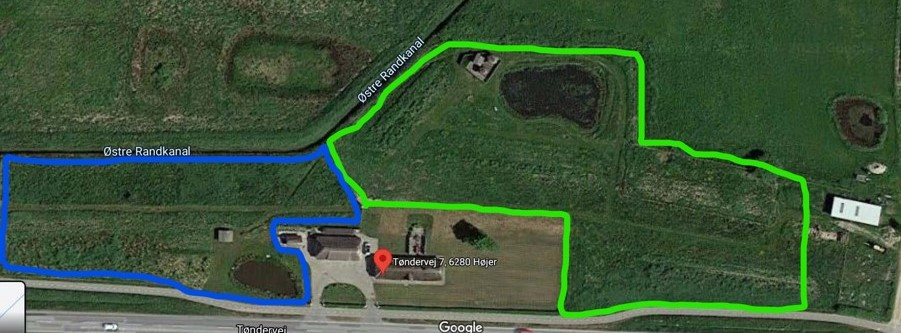 Østre Randkanal
Østre Randkanal
Tøndervej 7, 6280 Højer
Tøndervej
Google